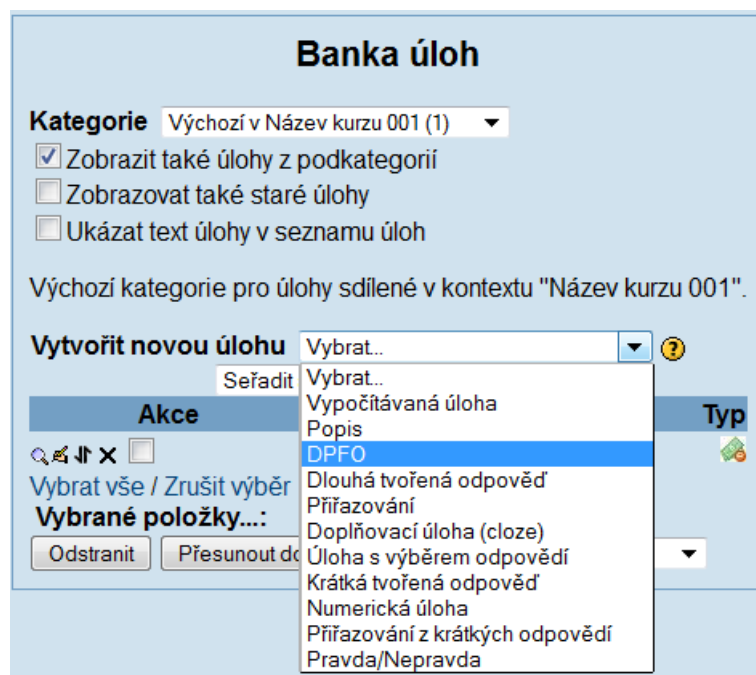 Banka úloh
Kategorie Výchozí v Název kurzu 001 (1)
Zobrazit také úlohy z podkategorií
Zobrazovat také staré úlohy
Ukázat text úlohy v seznamu úloh
Výchozí kategorie pro úlohy sdílené v kontextu "Název kurzu 001".
Vytvořit novou úlohu Vybrat...
Seřadit Vybrat...
Akce Vypočítávaná úloha Typ
Popis
DPFO
Vybrat vše / Zrušit výběr Dlouhá tvořená odpověď
Vybrané položky...: Přiřazování
Doplňovací úloha (cloze)
Odstranit Přesunout do Úloha s výběrem odpovědí
Krátká tvořená odpověď
Numerická úloha
Přiřazování z krátkých odpovědí
Pravda/Nepravda